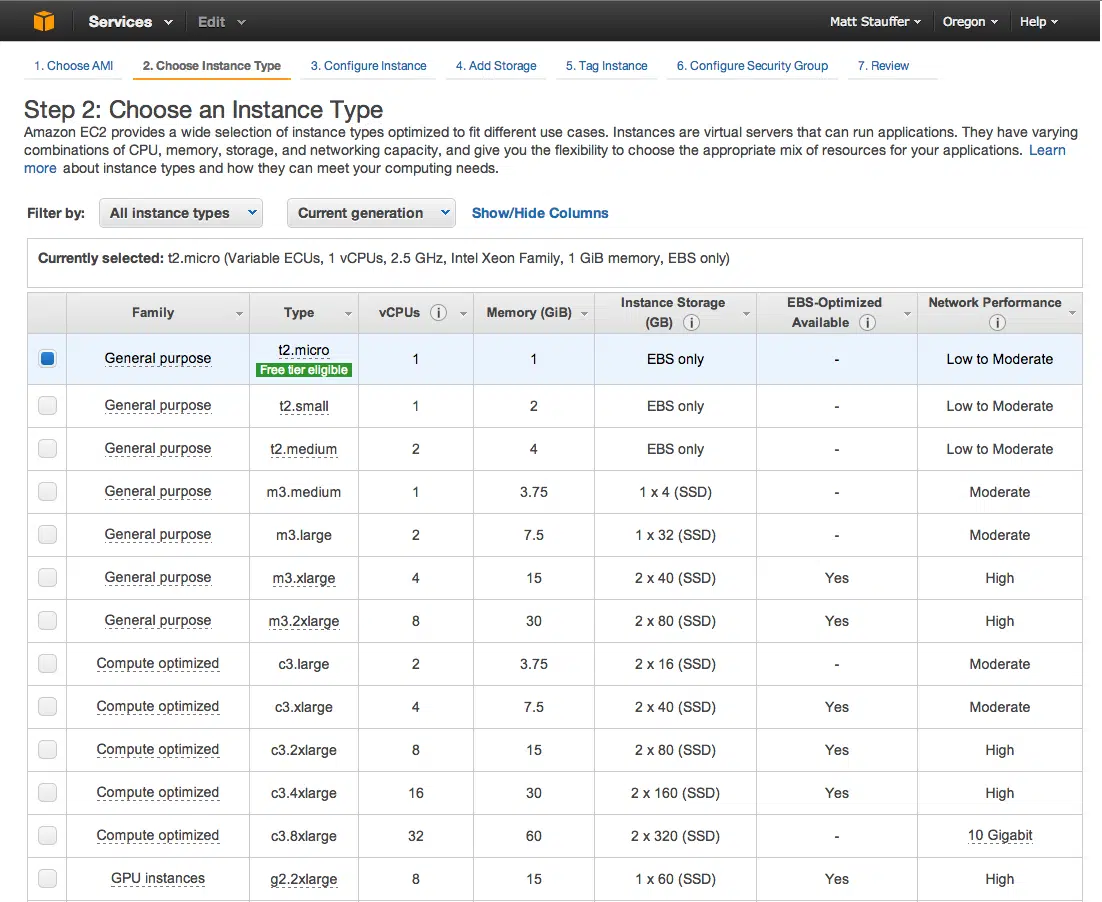 Services Edit Matt Stauffer Oregon Help
1. Choose AMI 2. Choose Instance Type 3. Configure Instance 4. Add Storage 5. Tag Instance 6. Configure Security Group 7. Review
Step 2: Choose an Instance Type
Amazon EC2 provides a wide selection of instance types optimized to fit different use cases. Instances are virtual servers that can run applications. They have varying
combinations of CPU, memory, storage, and networking capacity, and give you the flexibility to choose the appropriate mix of resources for your applications. Learn
more about instance types and how they can meet your computing needs.
Filter by: All instance types Current generation Show/Hide Columns
Currently selected: t2.micro (Variable ECUs, 1 vCPUs, 2.5 GHz, Intel Xeon Family, 1 GiB memory, EBS only)
Family Type vCPUs i Memory (GiB) Instance Storage (GB) i EBS-Optimized Available i Network Performance i
General purpose t2.micro Free tier eligible 1 1 EBS only - Low to Moderate
General purpose t2.small 1 2 EBS only - Low to Moderate
General purpose t2.medium 2 4 EBS only - Low to Moderate
General purpose m3.medium 1 3.75 1 x 4 (SSD) - Moderate
General purpose m3.large 2 7.5 1 x 32 (SSD) - Moderate
General purpose m3.xlarge 4 15 2 x 40 (SSD) Yes High
General purpose m3.2xlarge 8 30 2 x 80 (SSD) Yes High
Compute optimized c3.large 2 3.75 2 x 16 (SSD) - Moderate
Compute optimized c3.xlarge 4 7.5 2 x 40 (SSD) Yes Moderate
Compute optimized c3.2xlarge 8 15 2 x 80 (SSD) Yes High
Compute optimized c3.4xlarge 16 30 2 x 160 (SSD) Yes High
Compute optimized c3.8xlarge 32 60 2 x 320 (SSD) - 10 Gigabit
GPU instances g2.2xlarge 8 15 1 x 60 (SSD) Yes High